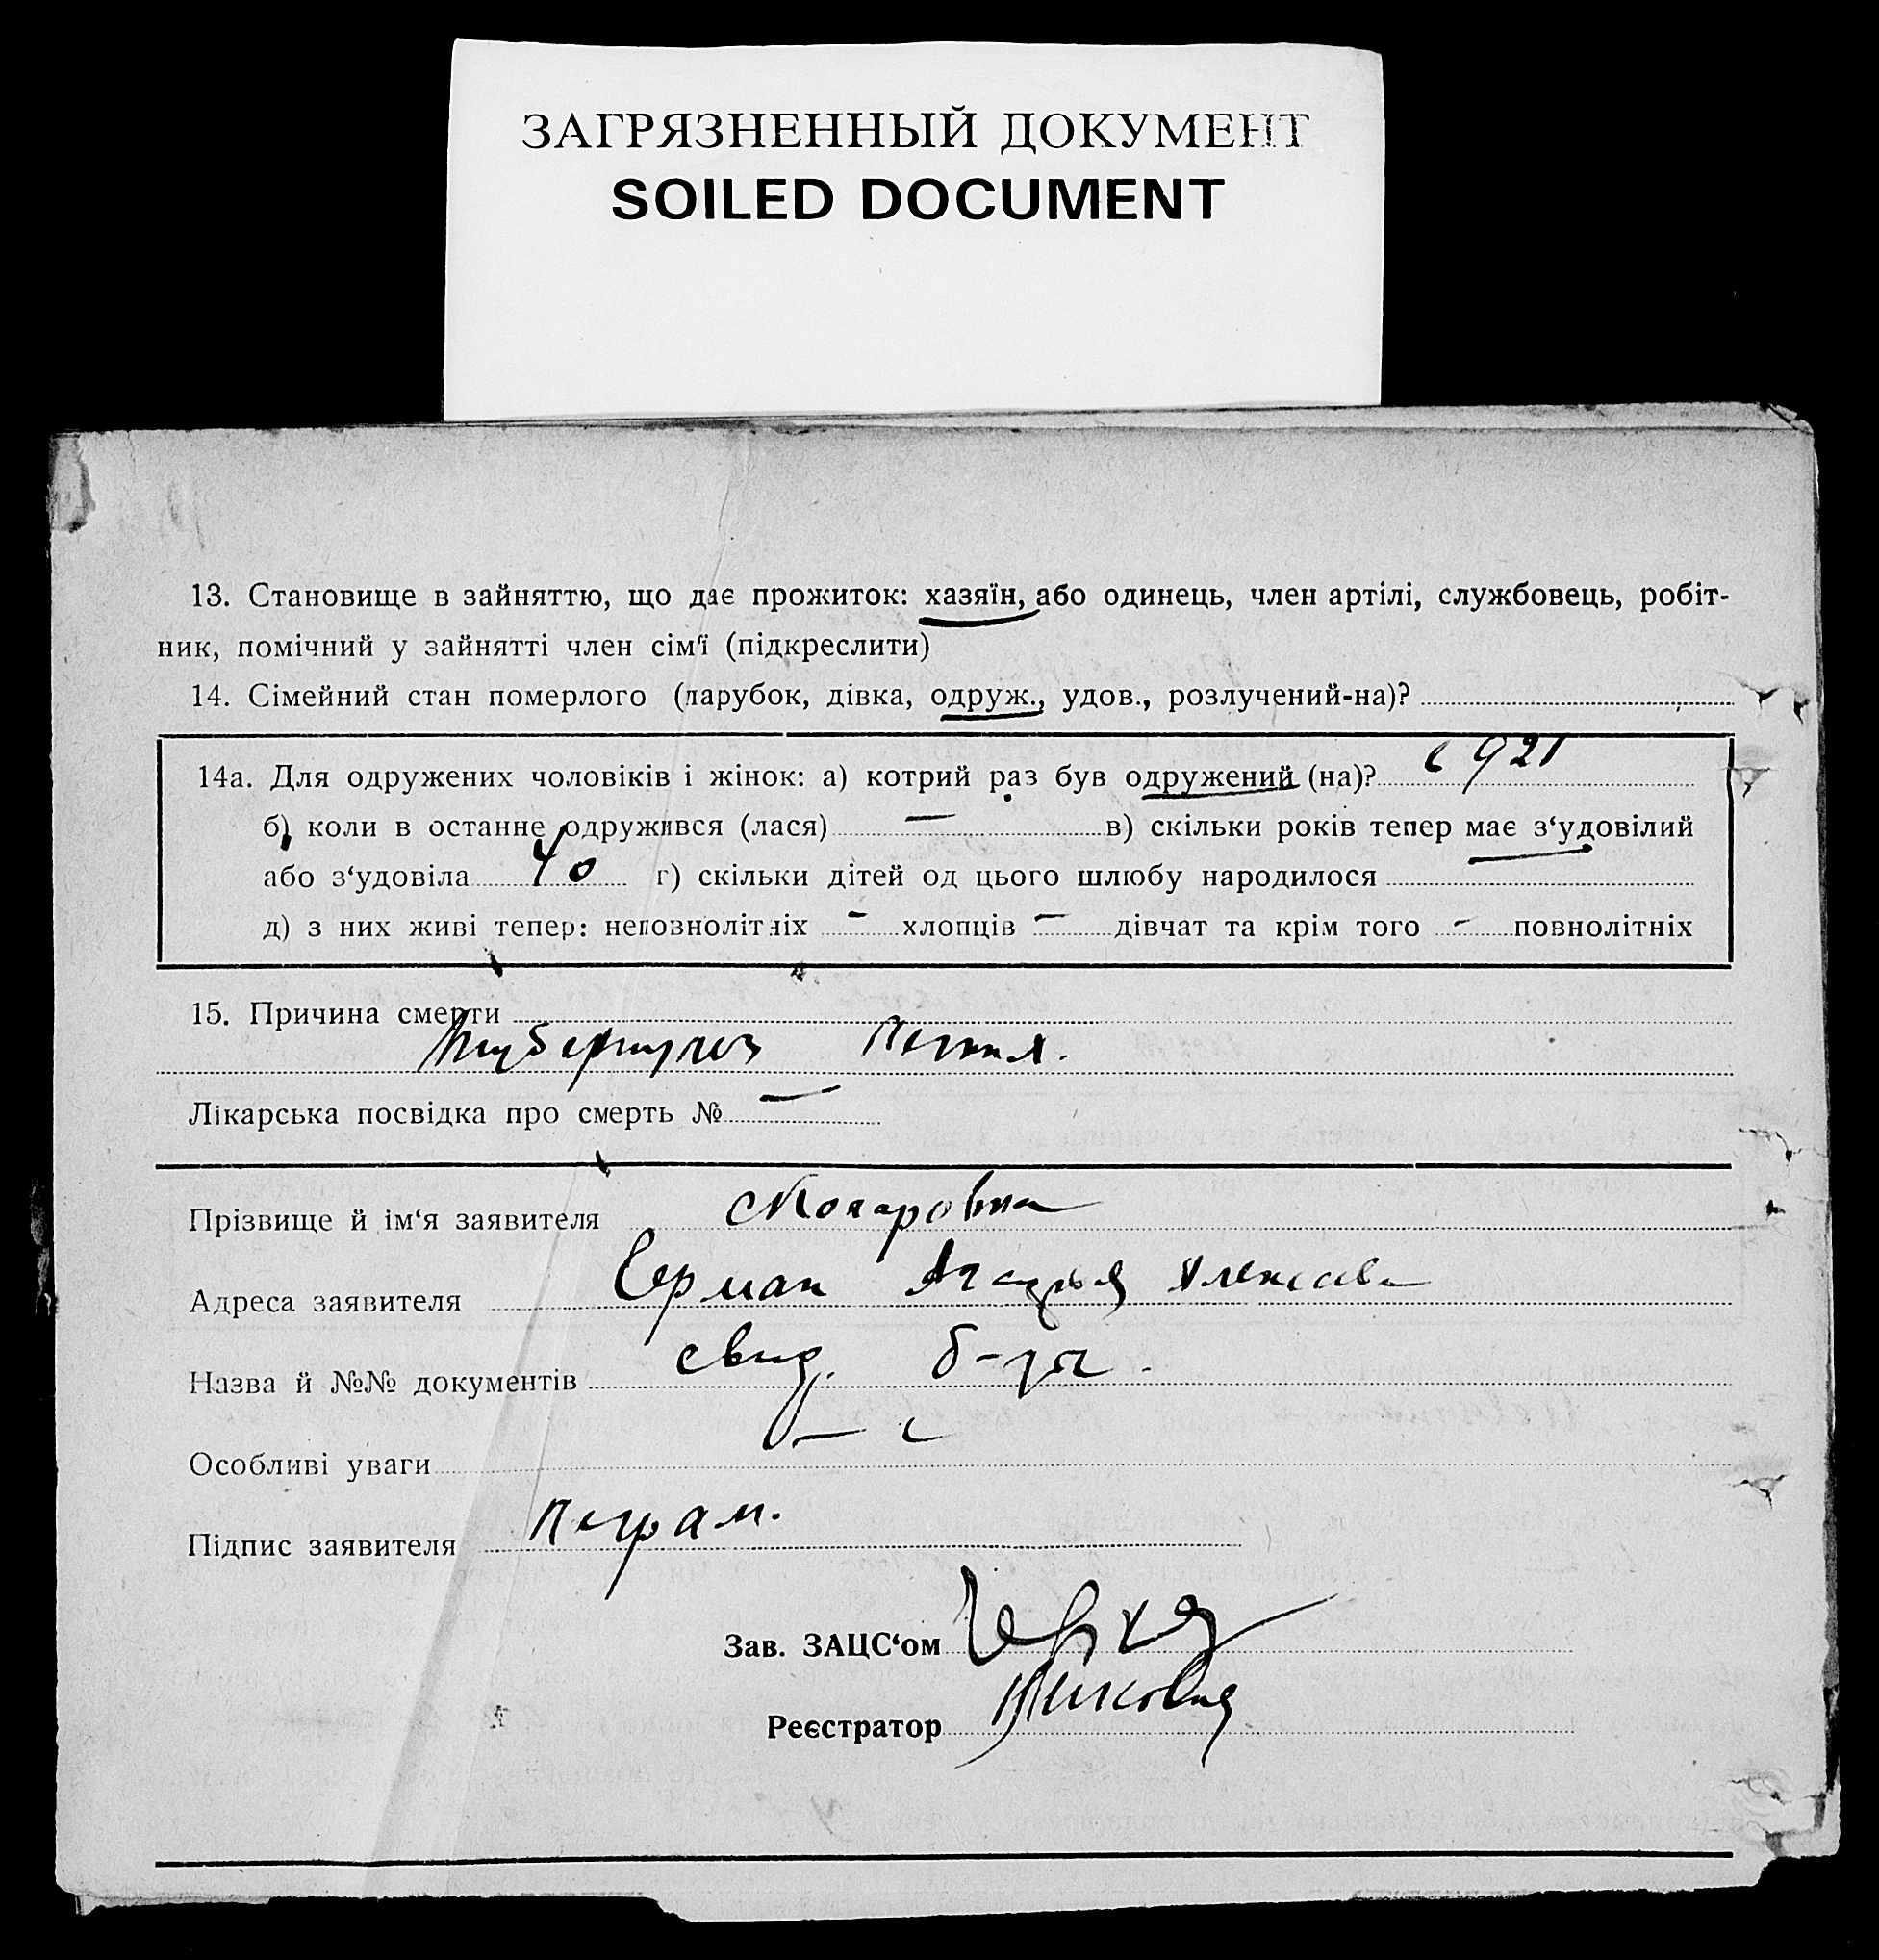 ЗАГРЯЗНЕННЫЙ ДОКУМЕНТ
SOILED DOCUMENT
13. Становище в зайняттю, що дає прожиток: хазяїн, або одинець, член артілі, службовець, робіт-
ник, помічний у зайнятті член сім‘ї (підкреслити)
14. Сімейний стан померлого (парубок, дівка, одруж., удов., розлучений-на)?
14а. Для одружених чоловіків і жінок: а) котрий раз був одружений (на)? с 921
б) коли в останнє одружився (лася) — в) скільки років тепер має з‘удовілий
або з‘удовіла 40 г) скільки дітей од цього шлюбу народилося
д) з них живі тепер: неповнолітніх - хлопців — дівчат та крім того - повнолітніх
15. Причина смерти
Туберкулез легких.
Лікарська посвідка про смерть № —
Прізвище й ім‘я заявителя
Адреса заявителя
Назва й №№ документів свид.
Особливі уваги
Підпис заявителя Неграм.
Зав. ЗАЦС‘ом
Реєстратор